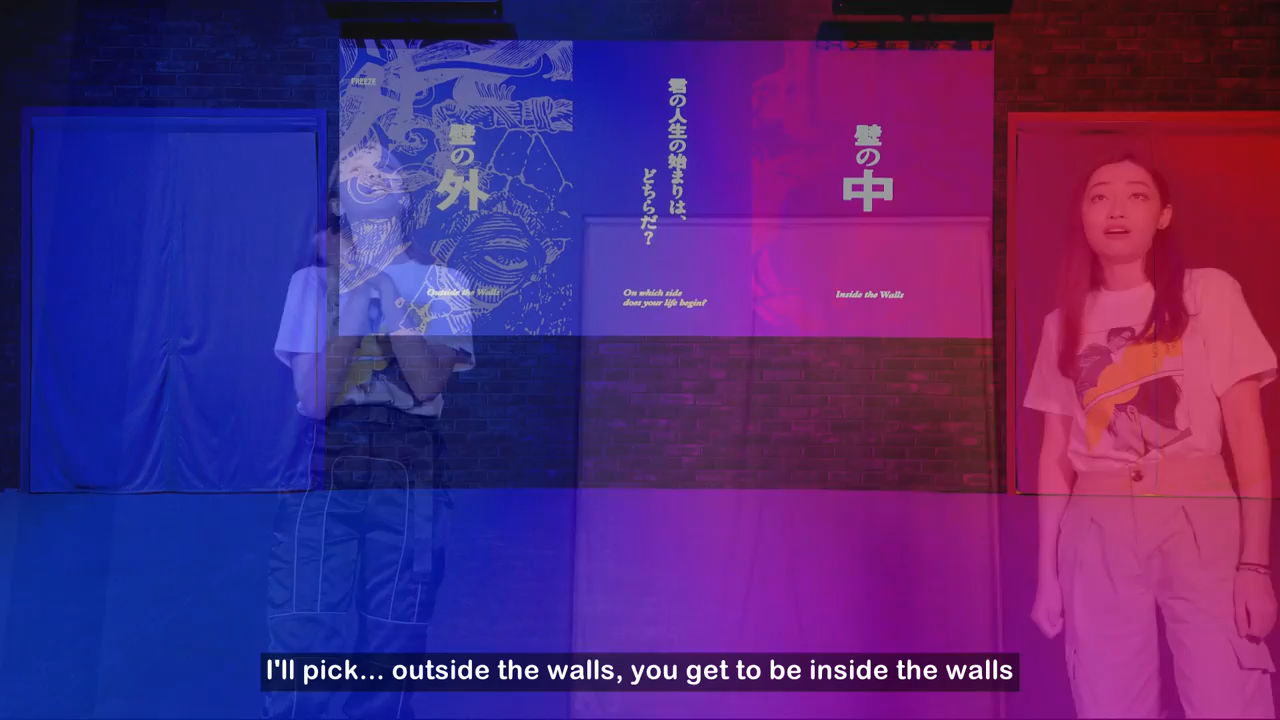 FREEZE
壁の外
Outside the Walls
君の人生の始まりは、
どちらだ?
On which side
does your life begin?
壁の中
Inside the Walls
I'll pick... outside the walls, you get to be inside the walls